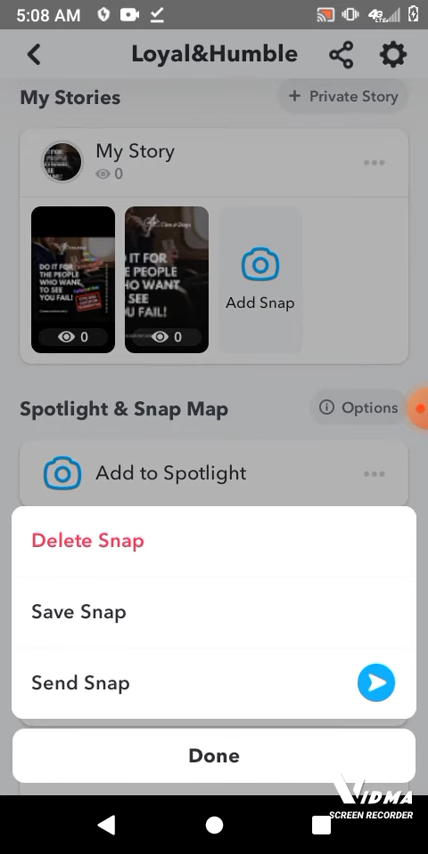 5:08 AM
4G
Loyal&Humble
My Stories
+ Private Story
My Story
0
DO IT FOR
THE PEOPLE
WHO WANT
TO SEE
YOU FAIL!
0
IT FOR
THE PEOPLE
HO WANT
SEE
U FAIL!
0
Add Snap
Spotlight & Snap Map
Options
Add to Spotlight
Delete Snap
Save Snap
Send Snap
Done
VIDMA
SCREEN RECORDER